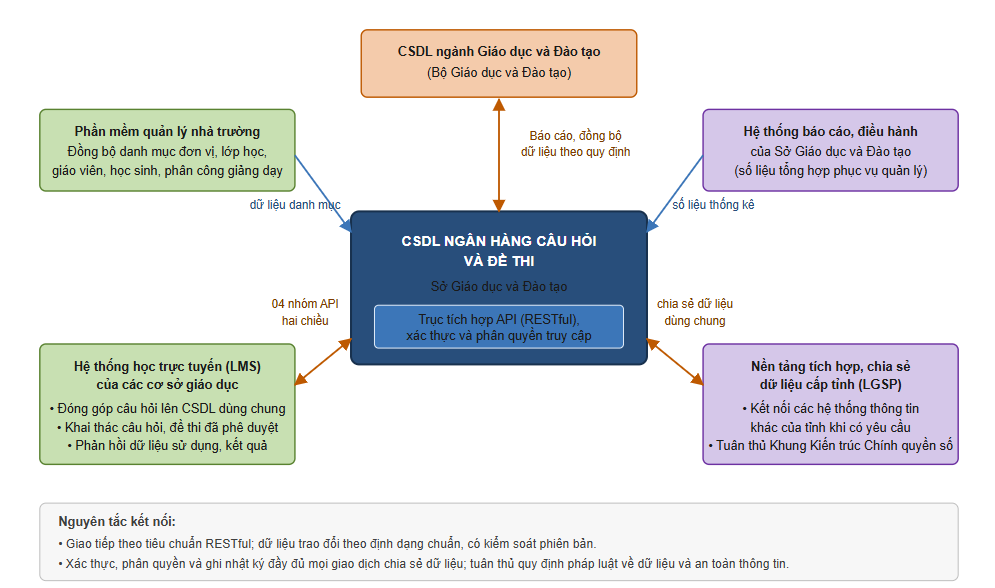 CSDL ngành Giáo dục và Đào tạo
(Bộ Giáo dục và Đào tạo)
Phần mềm quản lý nhà trường
Đồng bộ danh mục đơn vị, lớp học,
giáo viên, học sinh, phân công giảng dạy
Báo cáo, đồng bộ
dữ liệu theo quy định
Hệ thống báo cáo, điều hành
của Sở Giáo dục và Đào tạo
(số liệu tổng hợp phục vụ quản lý)
dữ liệu danh mục
số liệu thống kê
CSDL NGÂN HÀNG CÂU HỎI
VÀ ĐỀ THI
Sở Giáo dục và Đào tạo
Trục tích hợp API (RESTful),
xác thực và phân quyền truy cập
04 nhóm API
hai chiều
chia sẻ dữ liệu
dùng chung
Hệ thống học trực tuyến (LMS)
của các cơ sở giáo dục
• Đóng góp câu hỏi lên CSDL dùng chung
• Khai thác câu hỏi, đề thi đã phê duyệt
• Phản hồi dữ liệu sử dụng, kết quả
Nền tảng tích hợp, chia sẻ
dữ liệu cấp tỉnh (LGSP)
• Kết nối các hệ thống thông tin
khác của tỉnh khi có yêu cầu
• Tuân thủ Khung Kiến trúc Chính quyền số
Nguyên tắc kết nối:
• Giao tiếp theo tiêu chuẩn RESTful; dữ liệu trao đổi theo định dạng chuẩn, có kiểm soát phiên bản.
• Xác thực, phân quyền và ghi nhật ký đầy đủ mọi giao dịch chia sẻ dữ liệu; tuân thủ quy định pháp luật về dữ liệu và an toàn thông tin.